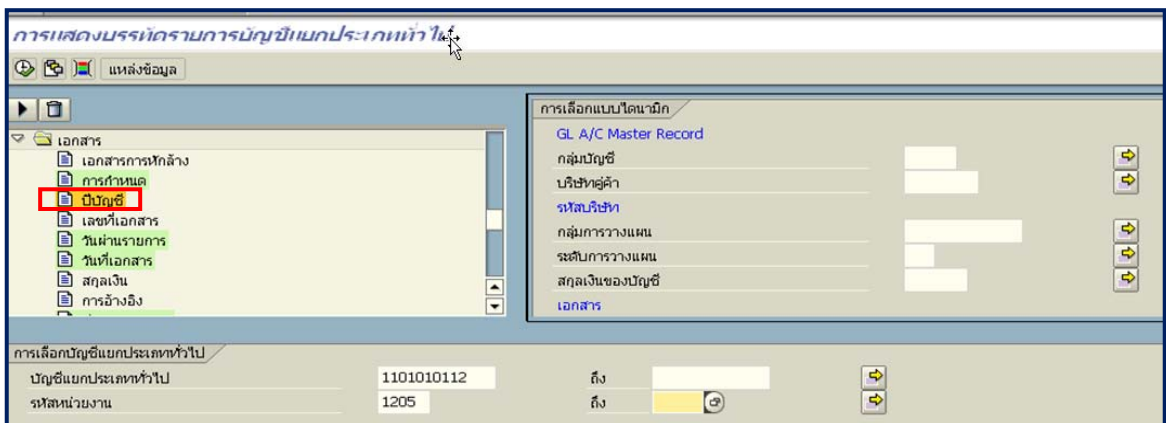 การแสดงบรรทัดรายการบัญชีแยกประเภททั่วไป
แหล่งข้อมูล
เอกสาร
เอกสารการหักล้าง
การกำหนด
ปีบัญชี
เลขที่เอกสาร
วันผ่านรายการ
วันที่เอกสาร
สกุลเงิน
การอ้างอิง
การเลือกแบบไดนามิก
GL A/C Master Record
กลุ่มบัญชี
บริษัทคู่ค้า
รหัสบริษัท
กลุ่มการวางแผน
ระดับการวางแผน
สกุลเงินของบัญชี
เอกสาร
การเลือกบัญชีแยกประเภททั่วไป
บัญชีแยกประเภททั่วไป 1101010112 ถึง
รหัสหน่วยงาน 1205 ถึง